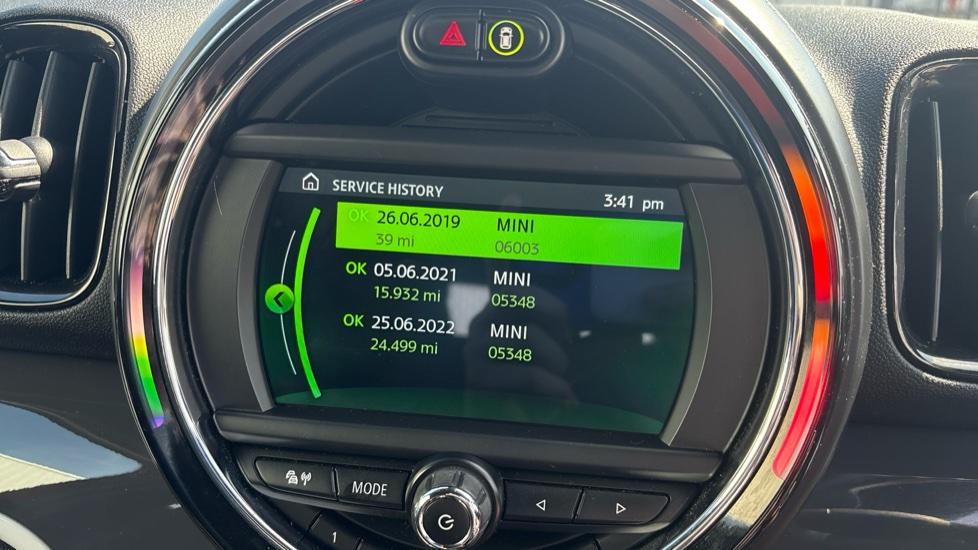 SERVICE HISTORY 3:41 pm
OK 26.06.2019 MINI
39 mi 06003
OK 05.06.2021 MINI
15.932 mi 05348
OK 25.06.2022 MINI
24.499 mi 05348
MODE
1